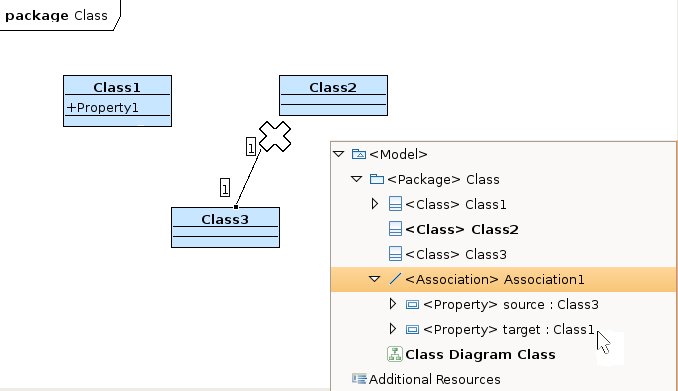 package Class
Class1
+Property1
Class2
1
1
Class3
<Model>
<Package> Class
<Class> Class1
<Class> Class2
<Class> Class3
<Association> Association1
<Property> source : Class3
<Property> target : Class1
Class Diagram Class
Additional Resources